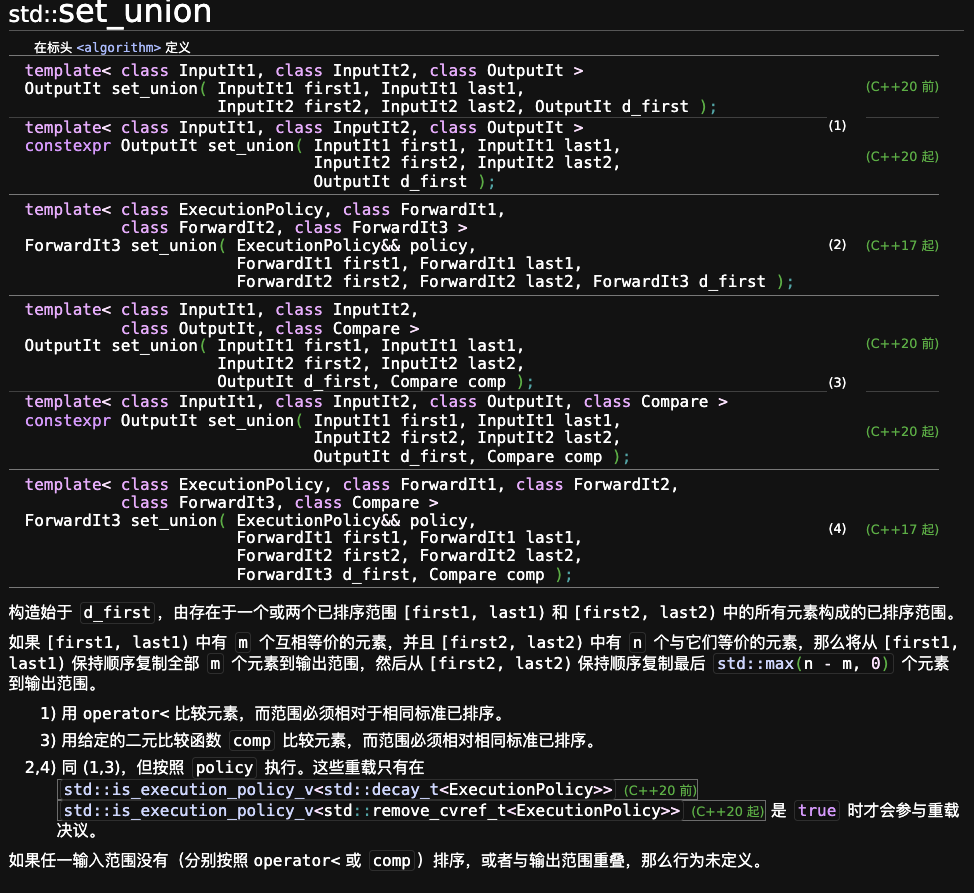 std::set_union
在标头 <algorithm> 定义
template< class InputIt1, class InputIt2, class OutputIt >
OutputIt set_union( InputIt1 first1, InputIt1 last1,
InputIt2 first2, InputIt2 last2, OutputIt d_first );
(C++20 前)
(1)
template< class InputIt1, class InputIt2, class OutputIt >
constexpr OutputIt set_union( InputIt1 first1, InputIt1 last1,
InputIt2 first2, InputIt2 last2,
OutputIt d_first );
(C++20 起)
template< class ExecutionPolicy, class ForwardIt1,
class ForwardIt2, class ForwardIt3 >
ForwardIt3 set_union( ExecutionPolicy&& policy,
ForwardIt1 first1, ForwardIt1 last1,
ForwardIt2 first2, ForwardIt2 last2, ForwardIt3 d_first );
(2) (C++17 起)
template< class InputIt1, class InputIt2,
class OutputIt, class Compare >
OutputIt set_union( InputIt1 first1, InputIt1 last1,
InputIt2 first2, InputIt2 last2,
OutputIt d_first, Compare comp );
(C++20 前)
(3)
template< class InputIt1, class InputIt2, class OutputIt, class Compare >
constexpr OutputIt set_union( InputIt1 first1, InputIt1 last1,
InputIt2 first2, InputIt2 last2,
OutputIt d_first, Compare comp );
(C++20 起)
template< class ExecutionPolicy, class ForwardIt1, class ForwardIt2,
class ForwardIt3, class Compare >
ForwardIt3 set_union( ExecutionPolicy&& policy,
ForwardIt1 first1, ForwardIt1 last1,
ForwardIt2 first2, ForwardIt2 last2,
ForwardIt3 d_first, Compare comp );
(4) (C++17 起)
构造始于 d_first ，由存在于一个或两个已排序范围 [first1, last1) 和 [first2, last2) 中的所有元素构成的已排序范围。
如果 [first1, last1) 中有 m 个互相等价的元素，并且 [first2, last2) 中有 n 个与它们等价的元素，那么将从 [first1,
last1) 保持顺序复制全部 m 个元素到输出范围，然后从 [first2, last2) 保持顺序复制最后 std::max(n - m, 0) 个元素
到输出范围。
1) 用 operator< 比较元素，而范围必须相对于相同标准已排序。
3) 用给定的二元比较函数 comp 比较元素，而范围必须相对相同标准已排序。
2,4) 同 (1,3)，但按照 policy 执行。这些重载只有在
std::is_execution_policy_v<std::decay_t<ExecutionPolicy>> (C++20 前)
std::is_execution_policy_v<std::remove_cvref_t<ExecutionPolicy>> (C++20 起) 是 true 时才会参与重载
决议。
如果任一输入范围没有（分别按照 operator< 或 comp ）排序，或者与输出范围重叠，那么行为未定义。